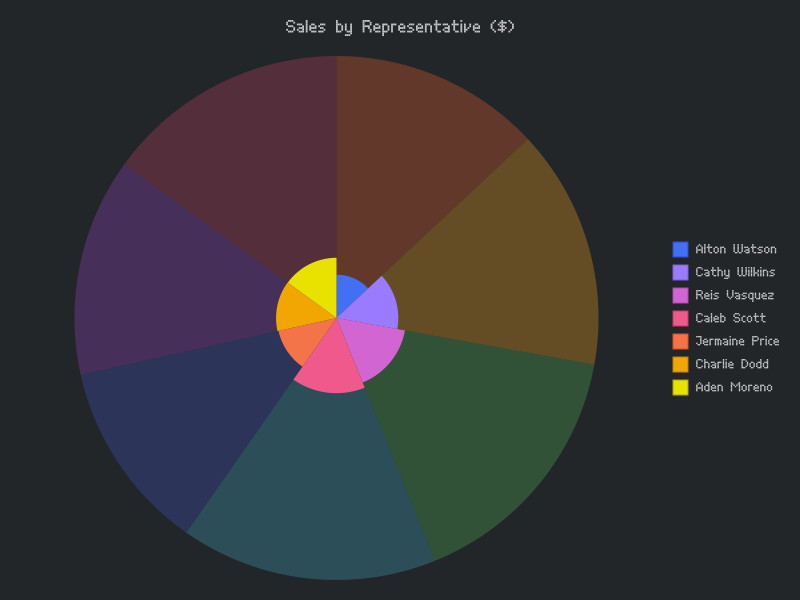 Sales by Representative ($)
Alton Watson
Cathy Wilkins
Reis Vasquez
Caleb Scott
Jermaine Price
Charlie Dodd
Aden Moreno